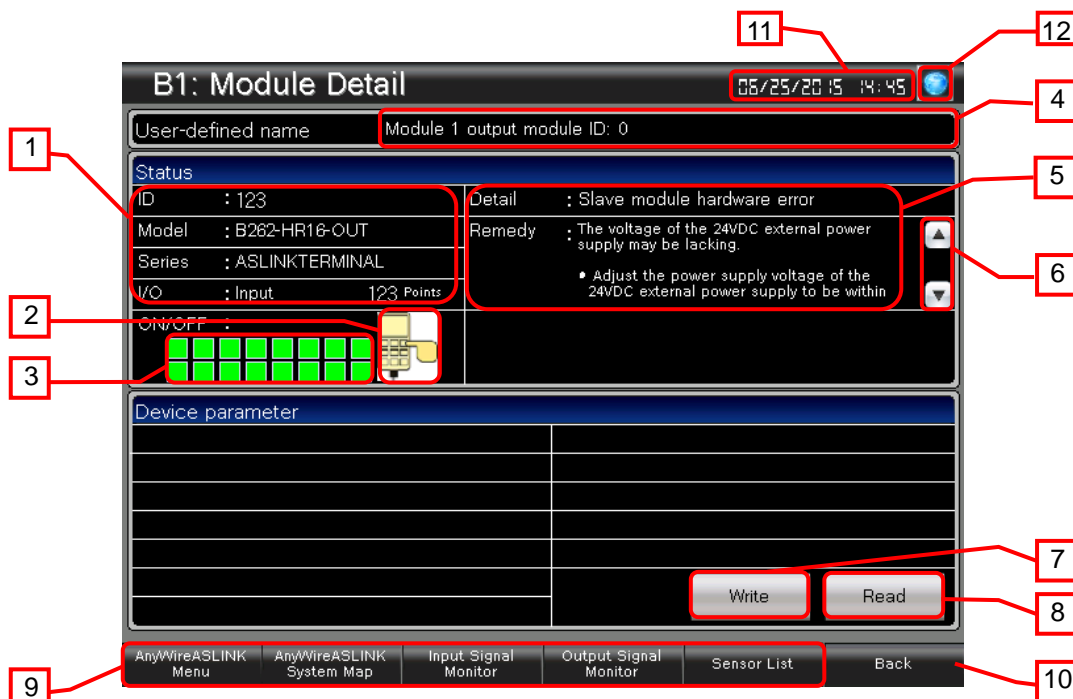 11
12
B1: Module Detail
06/25/2015 14:45
4
User-defined name
Module 1 output module ID: 0
1
Status
5
ID : 123
Detail : Slave module hardware error
Model : B262-HR16-OUT
Remedy : The voltage of the 24VDC external power
supply may be lacking.
Series : ASLINKTERMINAL
• Adjust the power supply voltage of the
6
I/O : Input 123 Points
24VDC external power supply to be within
2
ON/OFF :
3
Device parameter
7
Write
Read
8
AnyWireASLINK
Menu
AnyWireASLINK
System Map
Input Signal
Monitor
Output Signal
Monitor
Sensor List
Back
9
10